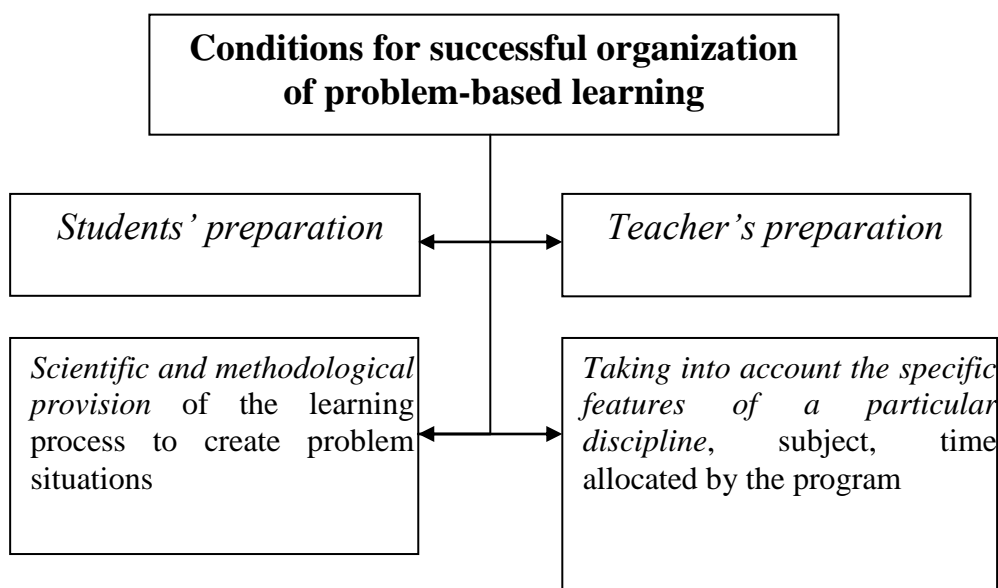 Conditions for successful organization
of problem-based learning
Students’ preparation
Teacher’s preparation
Scientific and methodological
provision of the learning
process to create problem
situations
Taking into account the specific
features of a particular
discipline, subject, time
allocated by the program